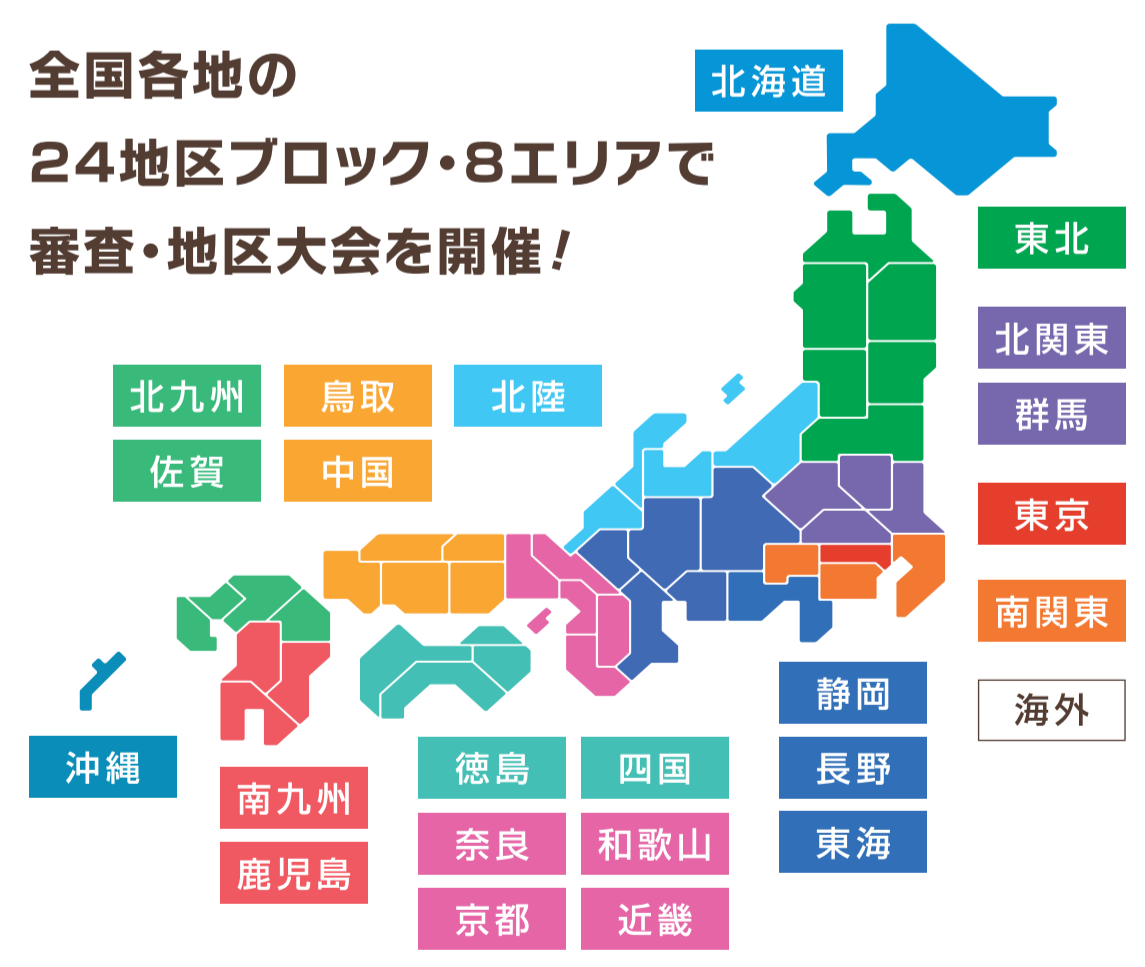 全国各地の
24地区ブロック・8エリアで
審査・地区大会を開催!
北海道
東北
北関東
群馬
東京
南関東
海外
北九州
鳥取
北陸
佐賀
中国
沖縄
南九州
鹿児島
徳島
四国
奈良
和歌山
京都
近畿
静岡
長野
東海